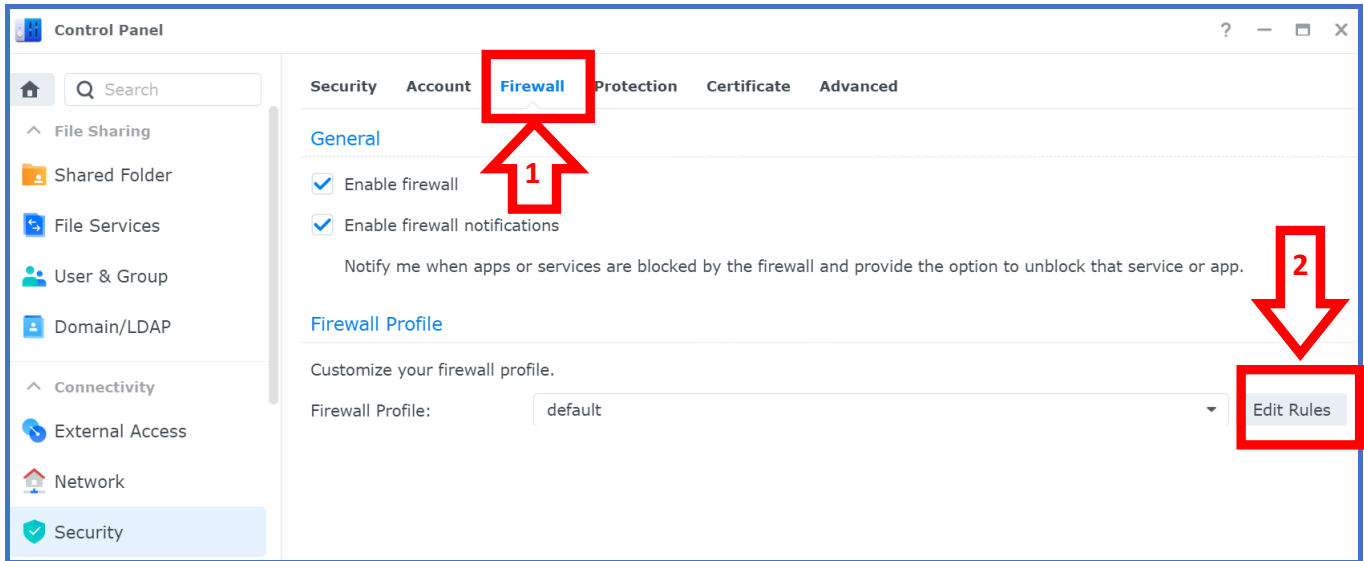 Control Panel
?
Search
File Sharing
Shared Folder
File Services
User & Group
Domain/LDAP
Connectivity
External Access
Network
Security
Security Account Firewall Protection Certificate Advanced
1
General
Enable firewall
Enable firewall notifications
Notify me when apps or services are blocked by the firewall and provide the option to unblock that service or app.
2
Firewall Profile
Customize your firewall profile.
Firewall Profile: default Edit Rules